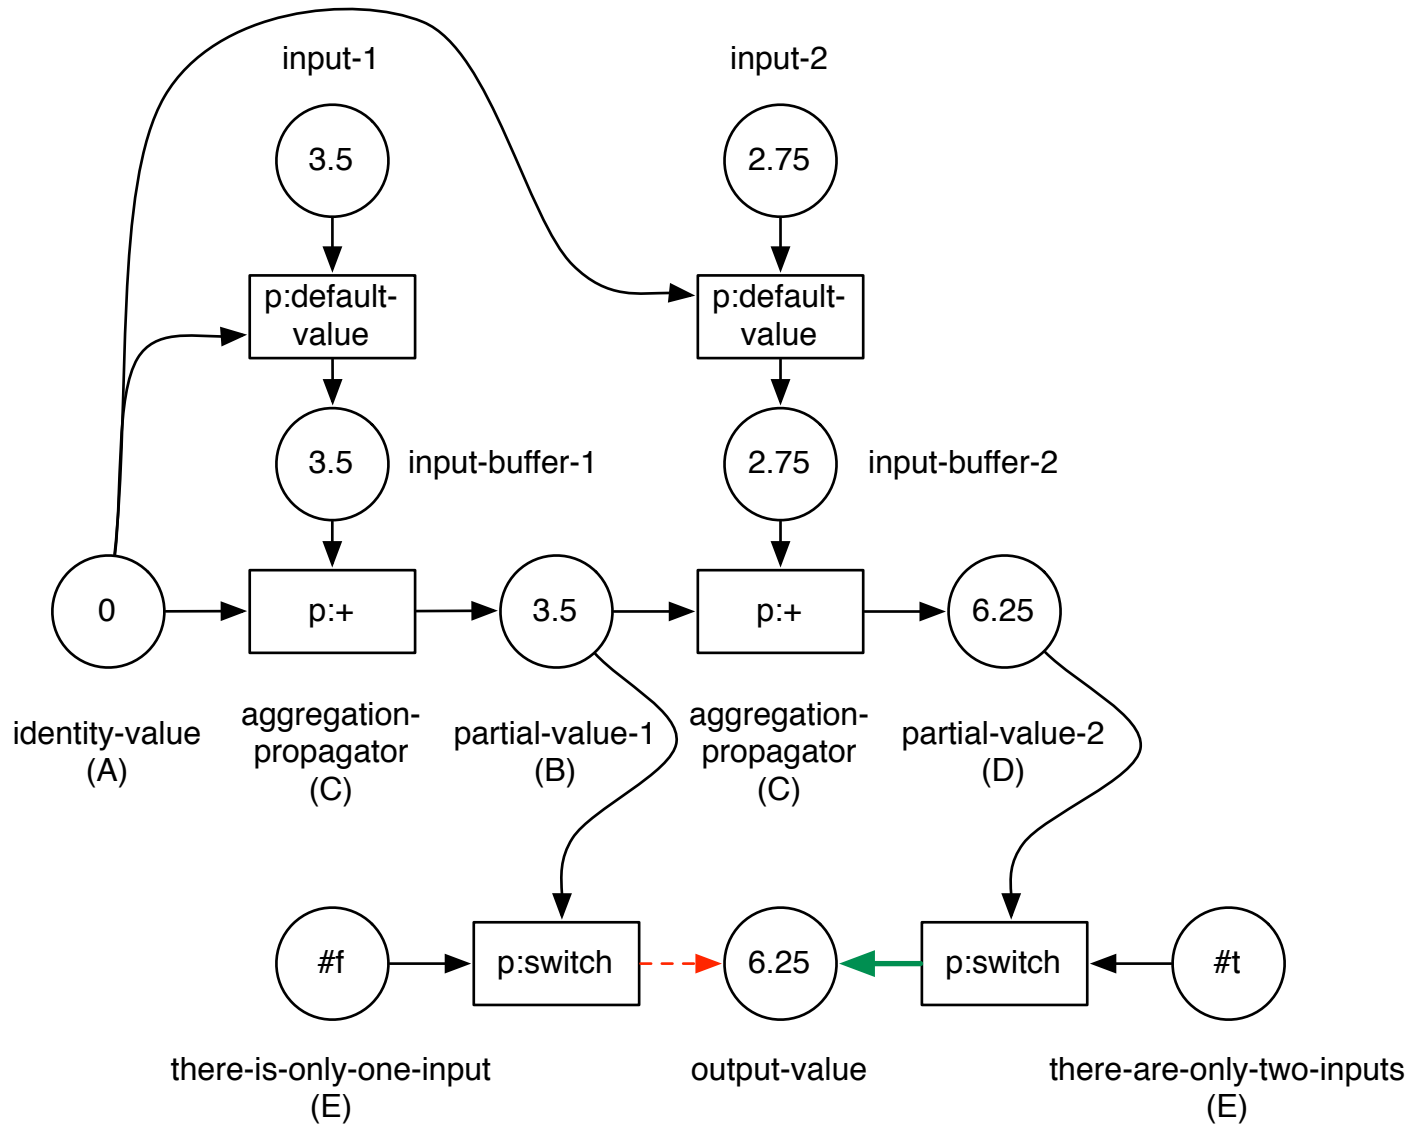 input-1
input-2
3.5
2.75
p:default-
value
p:default-
value
3.5
input-buffer-1
2.75
input-buffer-2
0
p:+
3.5
p:+
6.25
identity-value
(A)
aggregation-
propagator
(C)
partial-value-1
(B)
aggregation-
propagator
(C)
partial-value-2
(D)
#f
p:switch
6.25
p:switch
#t
there-is-only-one-input
(E)
output-value
there-are-only-two-inputs
(E)